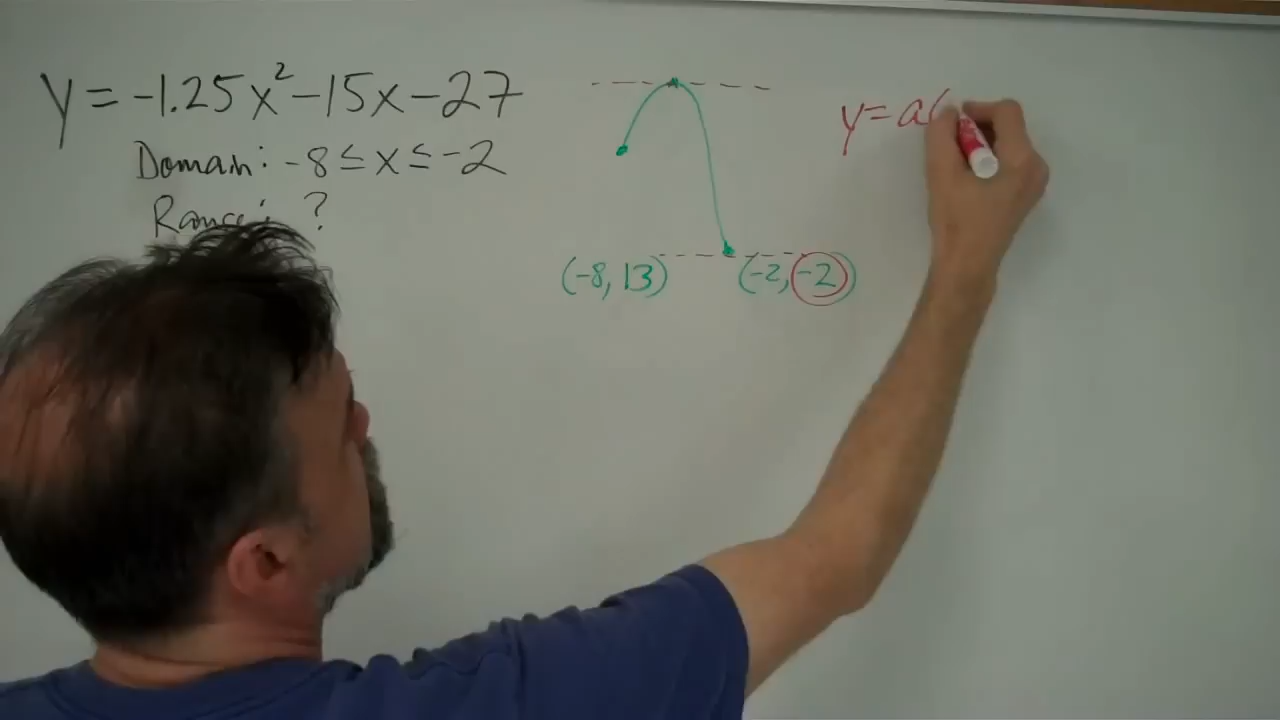 y = -1.25x² - 15x - 27
Domain: -8 ≤ x ≤ -2
Range: ?
(-8, 13)
(-2, -2)
y = a(